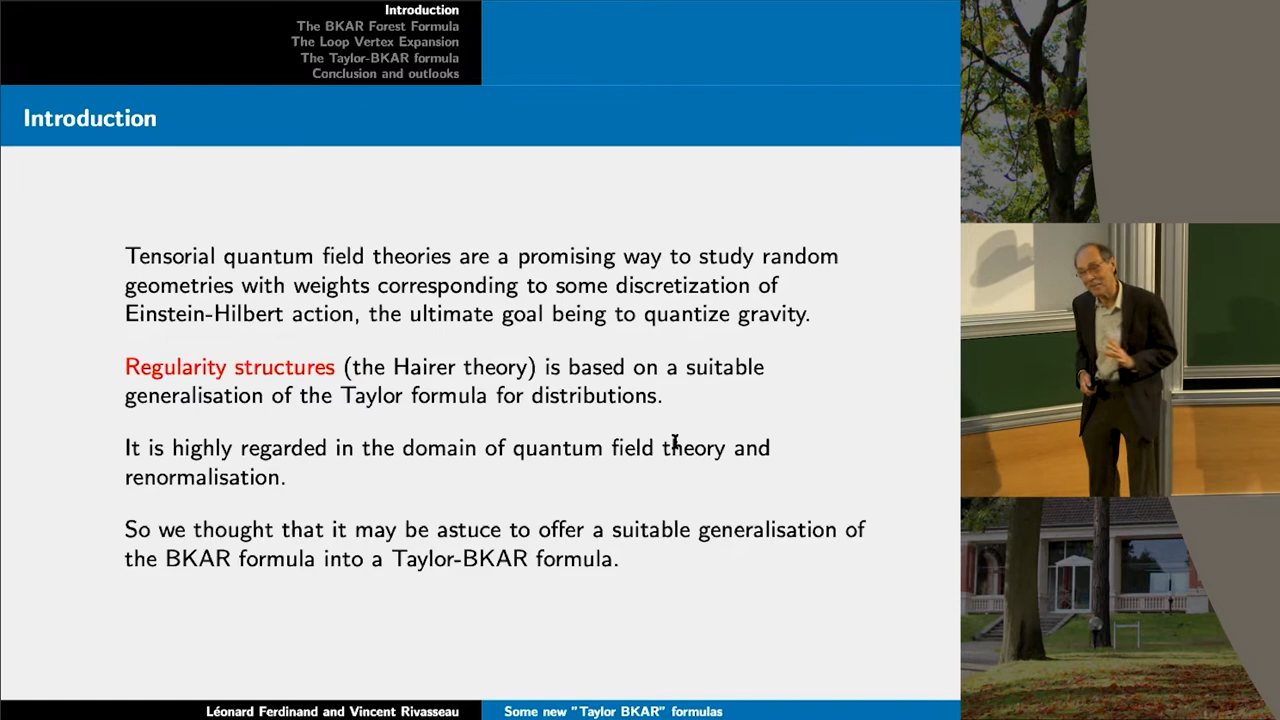 Introduction
The BKAR Forest Formula
The Loop Vertex Expansion
The Taylor-BKAR formula
Conclusion and outlooks
Introduction
Tensorial quantum field theories are a promising way to study random
geometries with weights corresponding to some discretization of
Einstein-Hilbert action, the ultimate goal being to quantize gravity.
Regularity structures (the Hairer theory) is based on a suitable
generalisation of the Taylor formula for distributions.
It is highly regarded in the domain of quantum field theory and
renormalisation.
So we thought that it may be astuce to offer a suitable generalisation of
the BKAR formula into a Taylor-BKAR formula.
Léonard Ferdinand and Vincent Rivasseau
Some new "Taylor BKAR" formulas